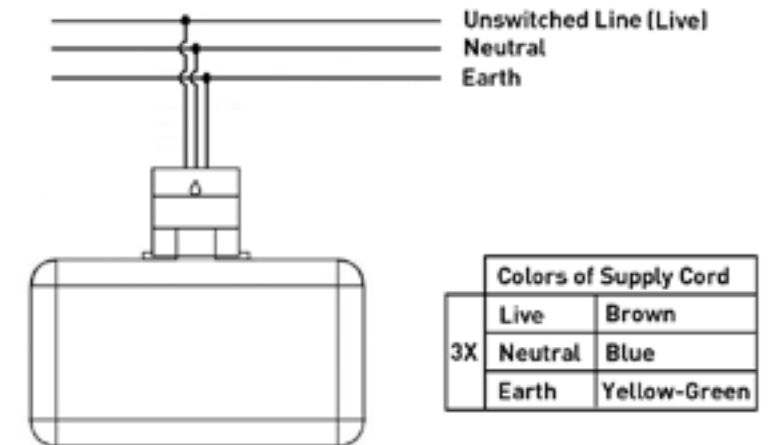 Unswitched Line (Live)
Neutral
Earth
Colors of Supply Cord
3X
Live Brown
Neutral Blue
Earth Yellow-Green